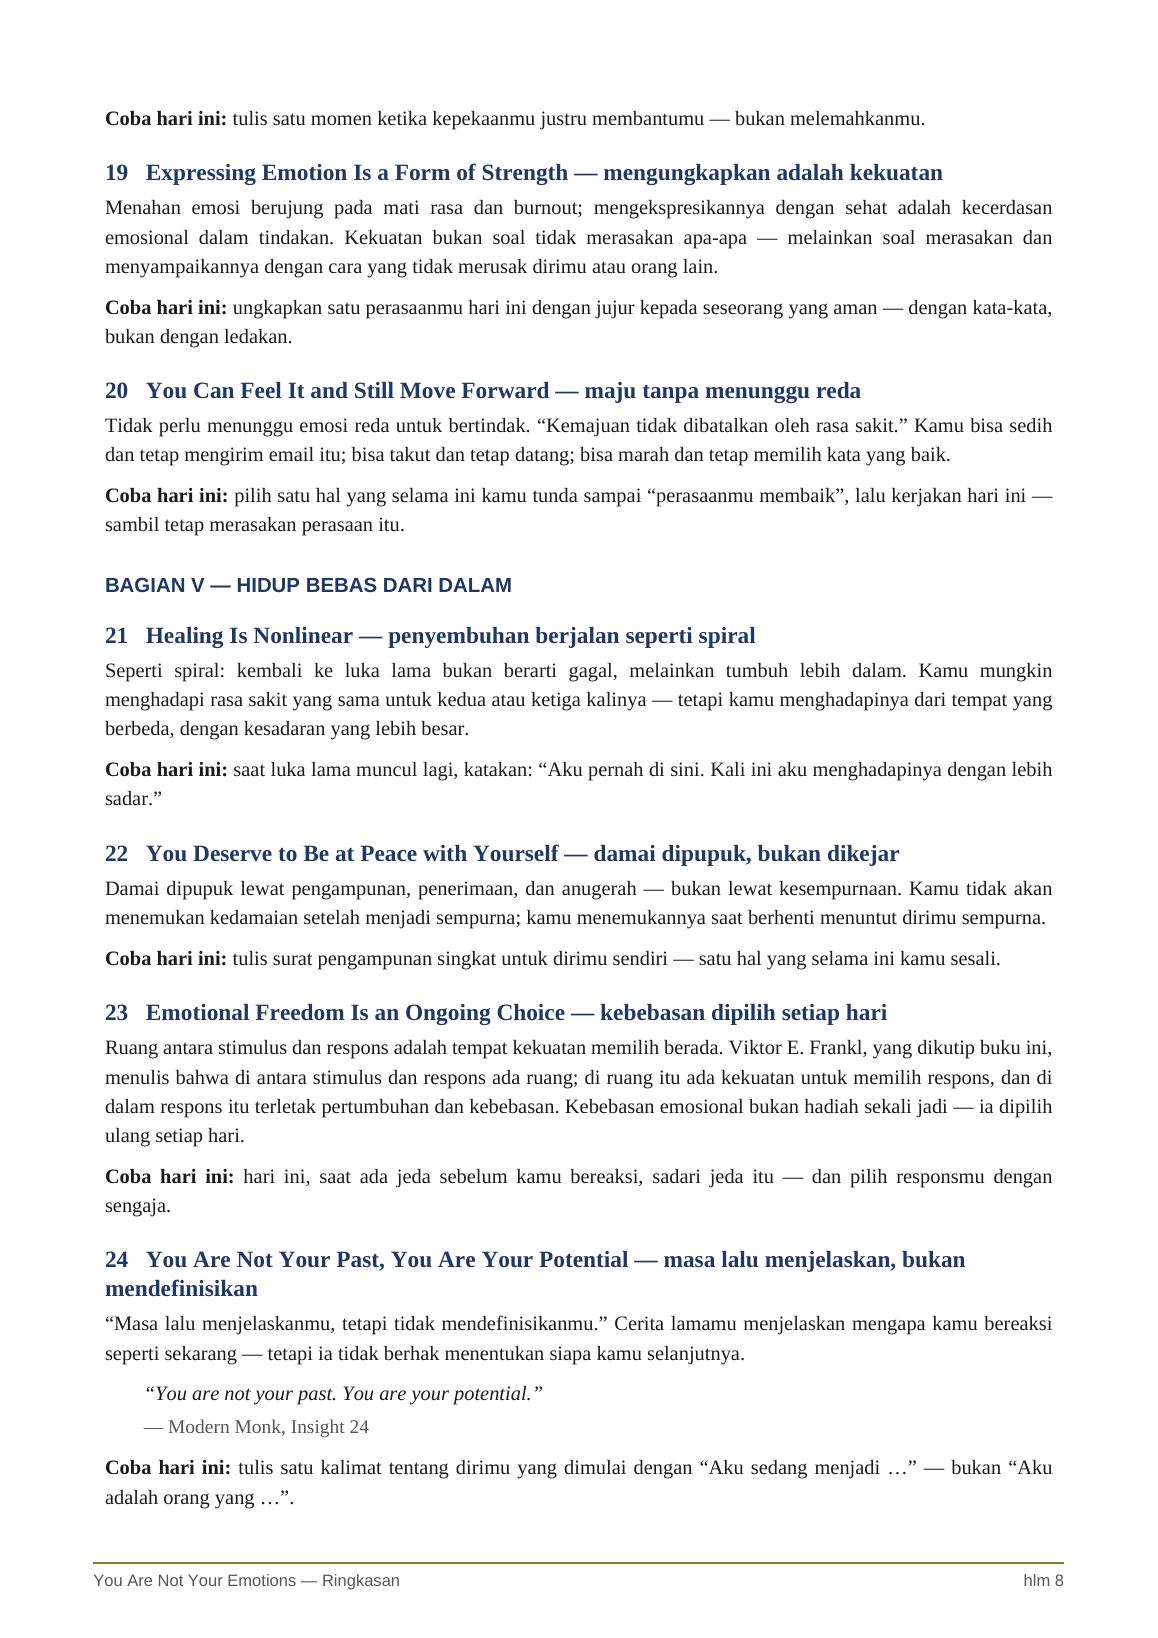 Coba hari ini: tulis satu momen ketika kepekaanmu justru membantumu — bukan melemahkanmu.
19 Expressing Emotion Is a Form of Strength — mengungkapkan adalah kekuatan
Menahan emosi berujung pada mati rasa dan burnout; mengekspresikannya dengan sehat adalah kecerdasan
emosional dalam tindakan. Kekuatan bukan soal tidak merasakan apa-apa — melainkan soal merasakan dan
menyampaikannya dengan cara yang tidak merusak dirimu atau orang lain.
Coba hari ini: ungkapkan satu perasaanmu hari ini dengan jujur kepada seseorang yang aman — dengan kata-kata,
bukan dengan ledakan.
20 You Can Feel It and Still Move Forward — maju tanpa menunggu reda
Tidak perlu menunggu emosi reda untuk bertindak. “Kemajuan tidak dibatalkan oleh rasa sakit.” Kamu bisa sedih
dan tetap mengirim email itu; bisa takut dan tetap datang; bisa marah dan tetap memilih kata yang baik.
Coba hari ini: pilih satu hal yang selama ini kamu tunda sampai “perasaanmu membaik”, lalu kerjakan hari ini —
sambil tetap merasakan perasaan itu.
BAGIAN V — HIDUP BEBAS DARI DALAM
21 Healing Is Nonlinear — penyembuhan berjalan seperti spiral
Seperti spiral: kembali ke luka lama bukan berarti gagal, melainkan tumbuh lebih dalam. Kamu mungkin
menghadapi rasa sakit yang sama untuk kedua atau ketiga kalinya — tetapi kamu menghadapinya dari tempat yang
berbeda, dengan kesadaran yang lebih besar.
Coba hari ini: saat luka lama muncul lagi, katakan: “Aku pernah di sini. Kali ini aku menghadapinya dengan lebih
sadar.”
22 You Deserve to Be at Peace with Yourself — damai dipupuk, bukan dikejar
Damai dipupuk lewat pengampunan, penerimaan, dan anugerah — bukan lewat kesempurnaan. Kamu tidak akan
menemukan kedamaian setelah menjadi sempurna; kamu menemukannya saat berhenti menuntut dirimu sempurna.
Coba hari ini: tulis surat pengampunan singkat untuk dirimu sendiri — satu hal yang selama ini kamu sesali.
23 Emotional Freedom Is an Ongoing Choice — kebebasan dipilih setiap hari
Ruang antara stimulus dan respons adalah tempat kekuatan memilih berada. Viktor E. Frankl, yang dikutip buku ini,
menulis bahwa di antara stimulus dan respons ada ruang; di ruang itu ada kekuatan untuk memilih respons, dan di
dalam respons itu terletak pertumbuhan dan kebebasan. Kebebasan emosional bukan hadiah sekali jadi — ia dipilih
ulang setiap hari.
Coba hari ini: hari ini, saat ada jeda sebelum kamu bereaksi, sadari jeda itu — dan pilih responsmu dengan
sengaja.
24 You Are Not Your Past, You Are Your Potential — masa lalu menjelaskan, bukan
mendefinisikan
“Masa lalu menjelaskanmu, tetapi tidak mendefinisikanmu.” Cerita lamamu menjelaskan mengapa kamu bereaksi
seperti sekarang — tetapi ia tidak berhak menentukan siapa kamu selanjutnya.
“You are not your past. You are your potential.”
— Modern Monk, Insight 24
Coba hari ini: tulis satu kalimat tentang dirimu yang dimulai dengan “Aku sedang menjadi …” — bukan “Aku
adalah orang yang …”.
You Are Not Your Emotions — Ringkasan
hlm 8